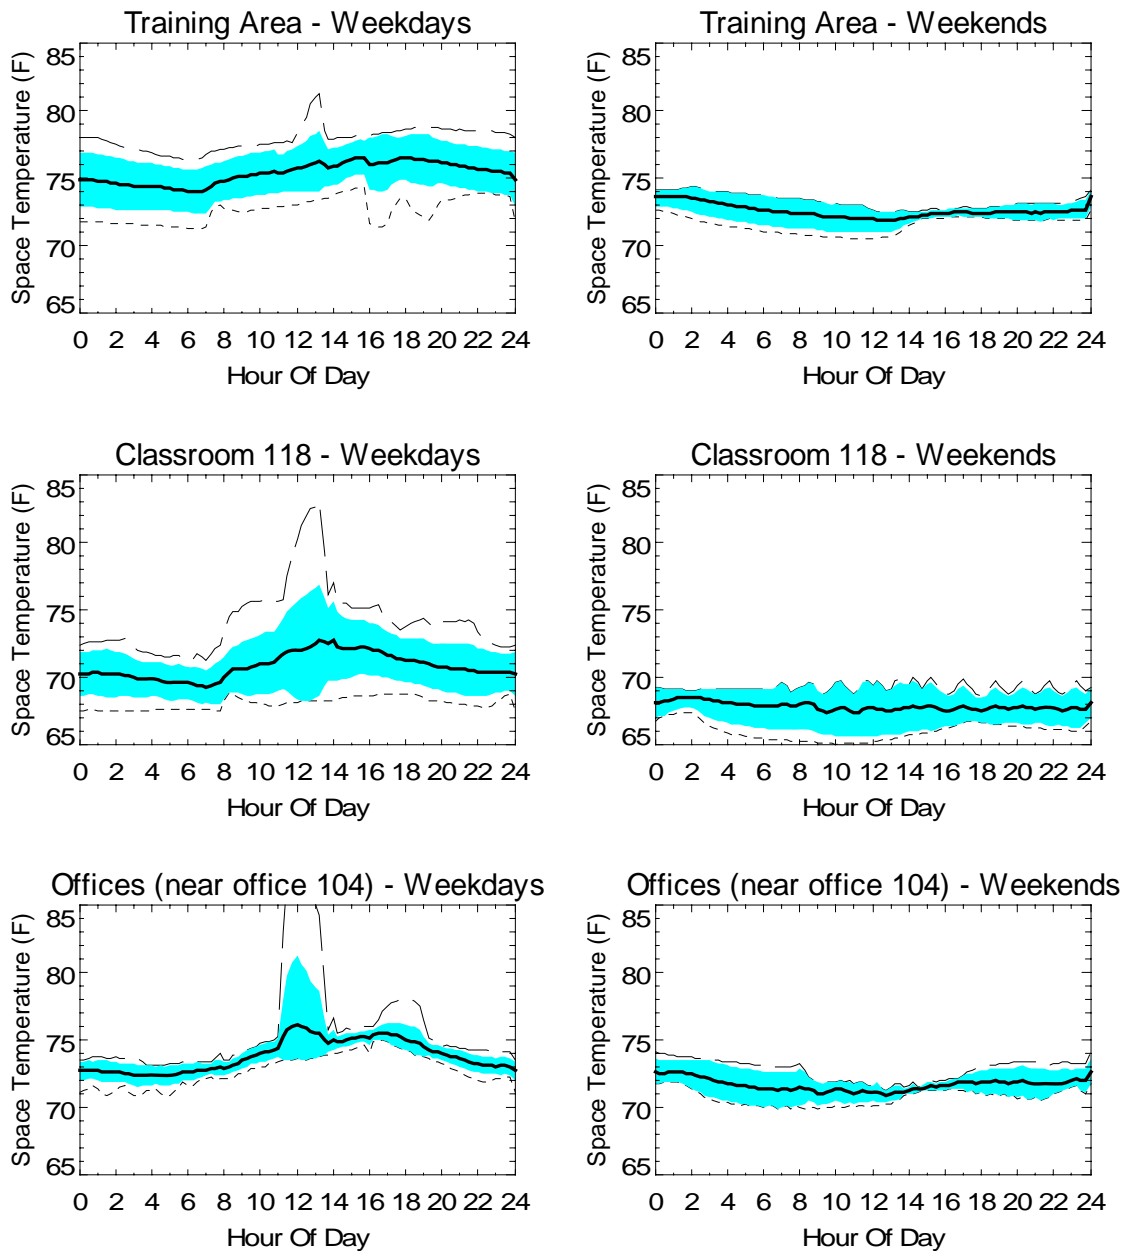 Training Area - Weekdays
Space Temperature (F)
85
80
75
70
65
0 2 4 6 8 10 12 14 16 18 20 22 24
Hour Of Day
Training Area - Weekends
Space Temperature (F)
85
80
75
70
65
0 2 4 6 8 10 12 14 16 18 20 22 24
Hour Of Day
Classroom 118 - Weekdays
Space Temperature (F)
85
80
75
70
65
0 2 4 6 8 10 12 14 16 18 20 22 24
Hour Of Day
Classroom 118 - Weekends
Space Temperature (F)
85
80
75
70
65
0 2 4 6 8 10 12 14 16 18 20 22 24
Hour Of Day
Offices (near office 104) - Weekdays
Space Temperature (F)
85
80
75
70
65
0 2 4 6 8 10 12 14 16 18 20 22 24
Hour Of Day
Offices (near office 104) - Weekends
Space Temperature (F)
85
80
75
70
65
0 2 4 6 8 10 12 14 16 18 20 22 24
Hour Of Day